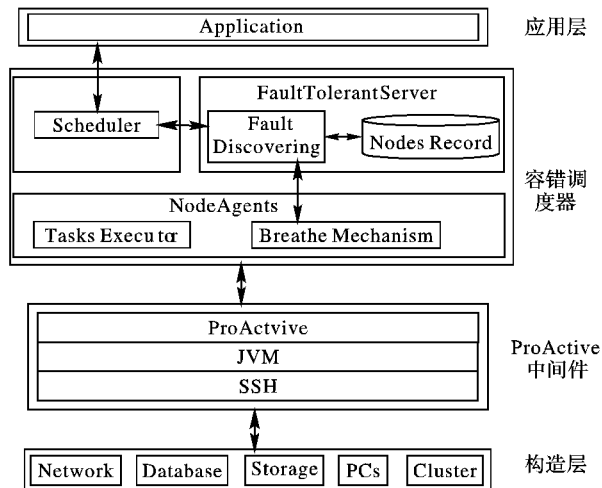 Application
应用层
FaultTolerantServer
Scheduler
Fault
Discovering
Nodes Record
容错调
度器
NodeAgents
Tasks Executor
Breathe Mechanism
ProActvive
JVM
SSH
ProActive
中间件
Network
Database
Storage
PCs
Cluster
构造层